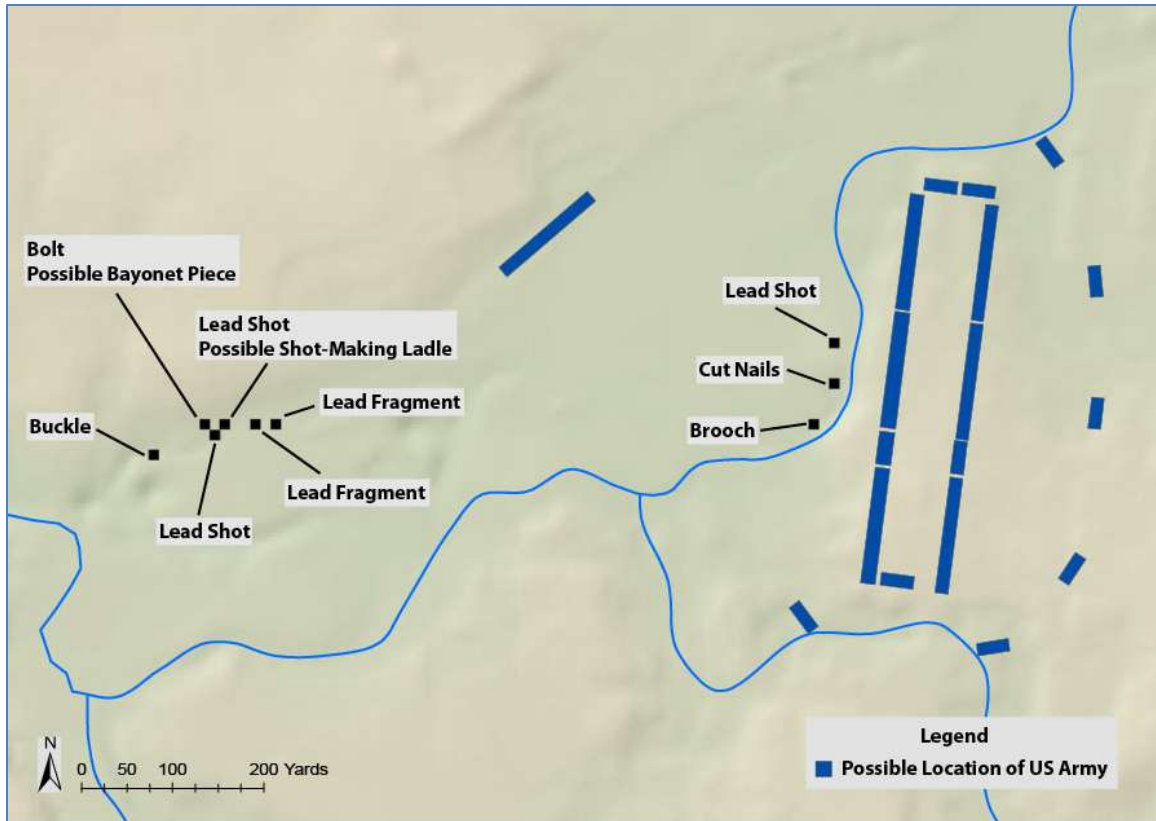 Bolt
Possible Bayonet Piece
Lead Shot
Possible Shot-Making Ladle
Lead Fragment
Buckle
Lead Fragment
Lead Shot
Lead Shot
Cut Nails
Brooch
N
0 50 100 200 Yards
Legend
Possible Location of US Army